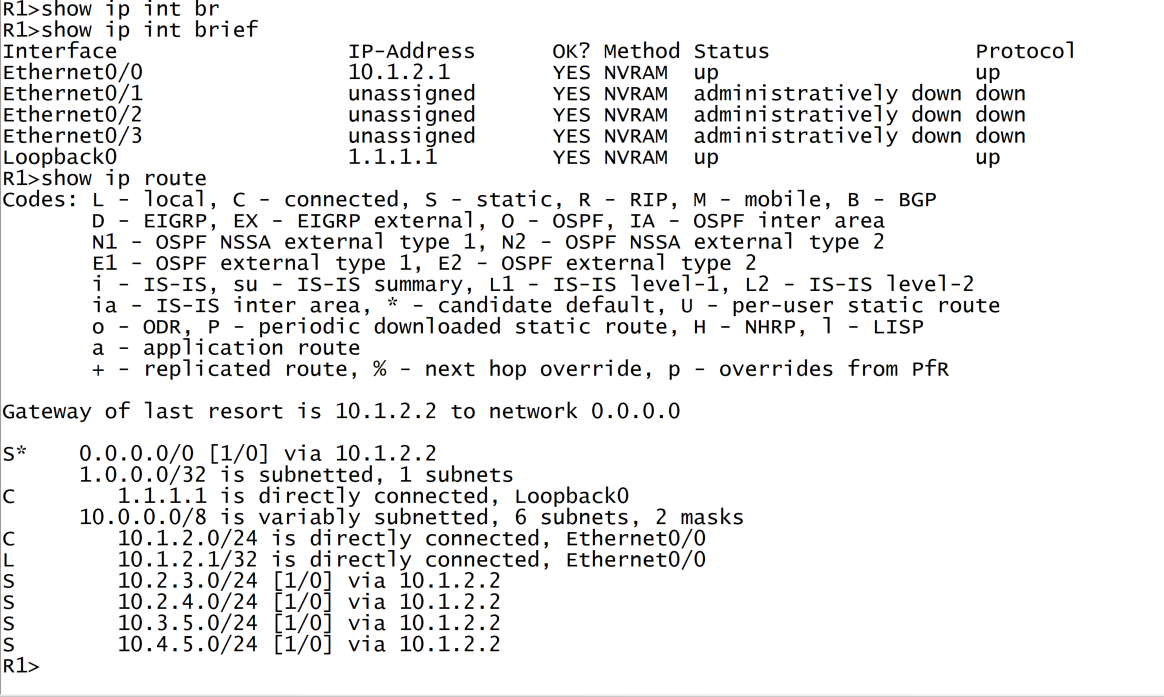 R1>show ip int br
R1>show ip int brief
Interface                  IP-Address      OK? Method Status                Protocol
Ethernet0/0                10.1.2.1        YES NVRAM  up                    up
Ethernet0/1                unassigned      YES NVRAM  administratively down down
Ethernet0/2                unassigned      YES NVRAM  administratively down down
Ethernet0/3                unassigned      YES NVRAM  administratively down down
Loopback0                  1.1.1.1         YES NVRAM  up                    up
R1>show ip route
Codes: L - local, C - connected, S - static, R - RIP, M - mobile, B - BGP
       D - EIGRP, EX - EIGRP external, O - OSPF, IA - OSPF inter area
       N1 - OSPF NSSA external type 1, N2 - OSPF NSSA external type 2
       E1 - OSPF external type 1, E2 - OSPF external type 2
       i - IS-IS, su - IS-IS summary, L1 - IS-IS level-1, L2 - IS-IS level-2
       ia - IS-IS inter area, * - candidate default, U - per-user static route
       o - ODR, P - periodic downloaded static route, H - NHRP, l - LISP
       a - application route
       + - replicated route, % - next hop override, p - overrides from PfR

Gateway of last resort is 10.1.2.2 to network 0.0.0.0

S*    0.0.0.0/0 [1/0] via 10.1.2.2
      1.0.0.0/32 is subnetted, 1 subnets
C        1.1.1.1 is directly connected, Loopback0
      10.0.0.0/8 is variably subnetted, 6 subnets, 2 masks
C        10.1.2.0/24 is directly connected, Ethernet0/0
L        10.1.2.1/32 is directly connected, Ethernet0/0
S        10.2.3.0/24 [1/0] via 10.1.2.2
S        10.2.4.0/24 [1/0] via 10.1.2.2
S        10.3.5.0/24 [1/0] via 10.1.2.2
S        10.4.5.0/24 [1/0] via 10.1.2.2
R1>